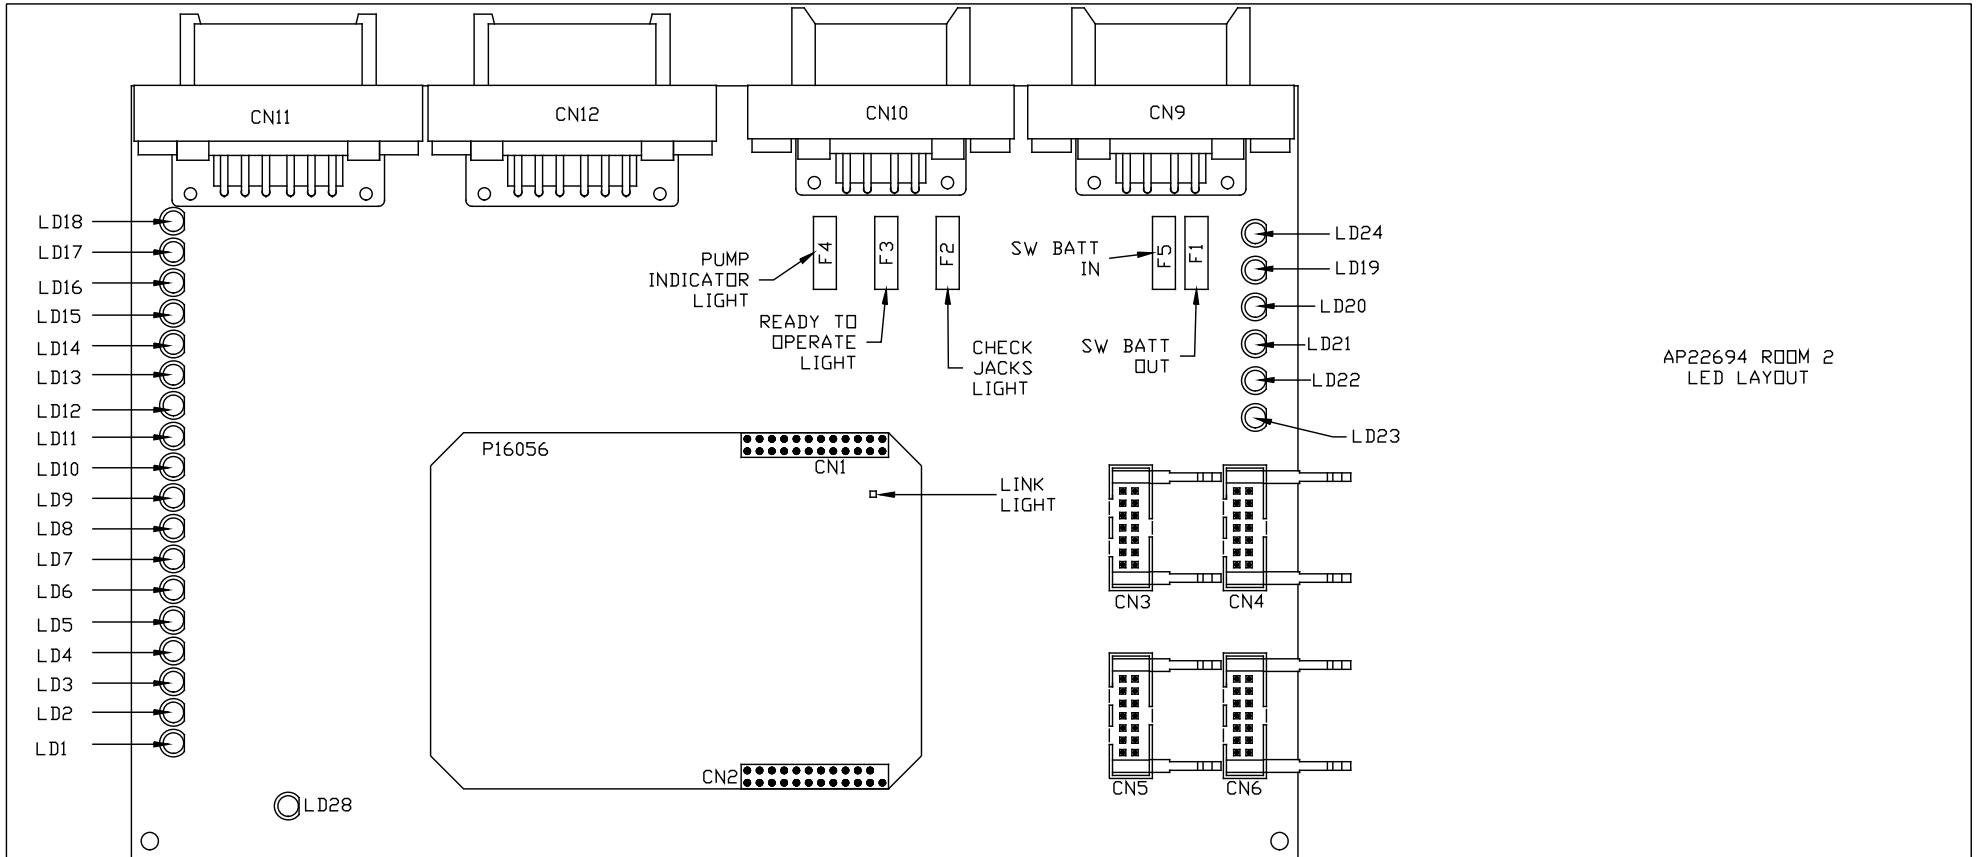 CN11
CN12
CN10
CN9
LD18
LD17
LD16
LD15
LD14
LD13
LD12
LD11
LD10
LD9
LD8
LD7
LD6
LD5
LD4
LD3
LD2
LD1
LD28
PUMP
INDICATOR
LIGHT
F4
F3
F2
READY TO
OPERATE
LIGHT
CHECK
JACKS
LIGHT
SW BATT
IN
F5
F1
SW BATT
OUT
LD24
LD19
LD20
LD21
LD22
LD23
P16056
CN1
LINK
LIGHT
CN2
CN3
CN4
CN5
CN6
AP22694 ROOM 2
LED LAYOUT